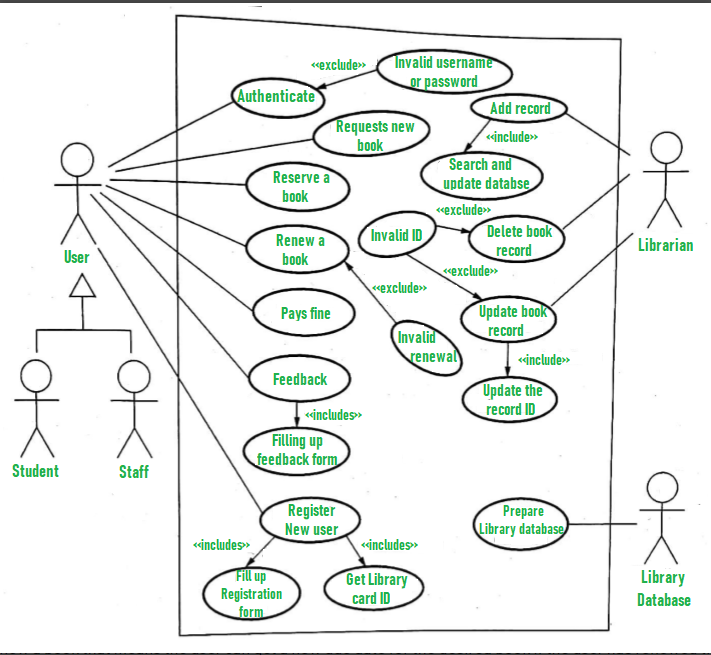 «exclude»
Invalid username
or password
Authenticate
Add record
Requests new
book
«include»
Search and
update databse
Reserve a
book
«exclude»
Invalid ID
Delete book
record
Librarian
User
Renew a
book
«exclude»
«exclude»
Pays fine
Update book
record
Invalid
renewal
«include»
Feedback
Update the
record ID
«includes»
Filling up
feedback form
Student
Staff
Register
New user
Prepare
Library database
«includes»
«includes»
Fill up
Registration
form
Get Library
card ID
Library
Database